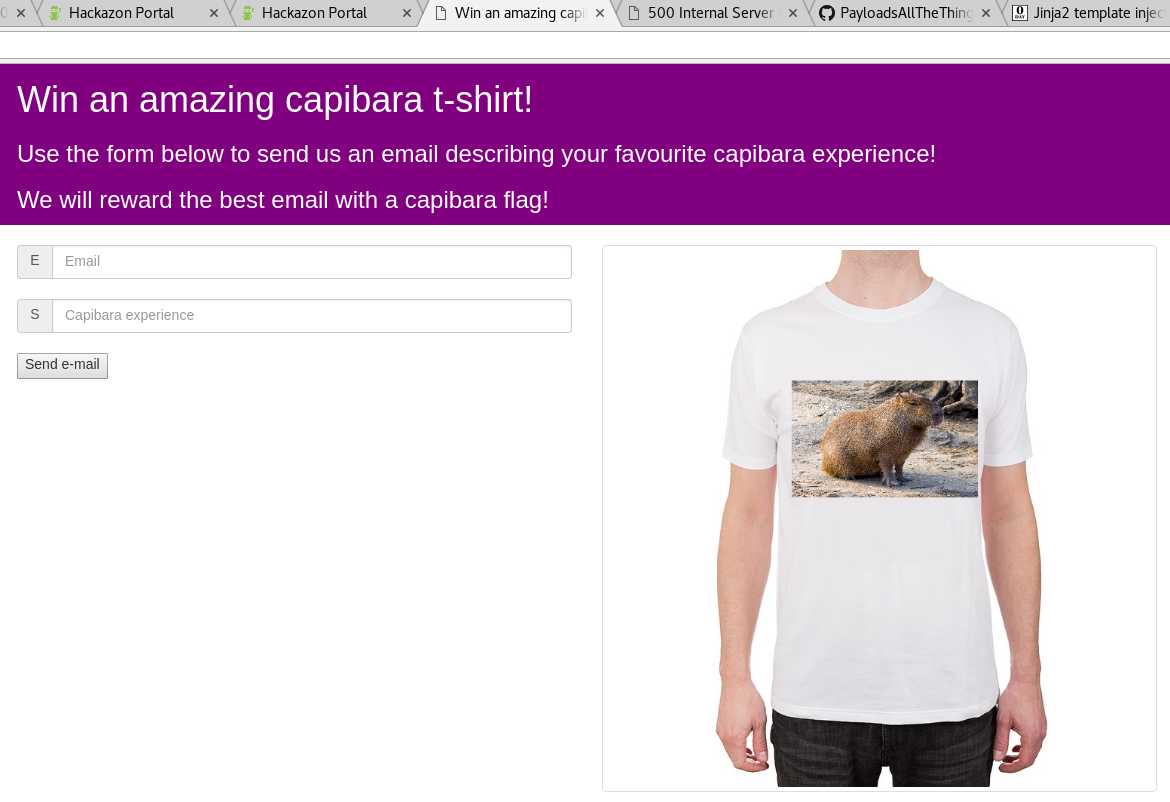 Hackazon Portal
Hackazon Portal
Win an amazing capi
500 Internal Server
PayloadsAllTheThing
Jinja2 template injec
Win an amazing capibara t-shirt!
Use the form below to send us an email describing your favourite capibara experience!
We will reward the best email with a capibara flag!
E Email
S Capibara experience
Send e-mail